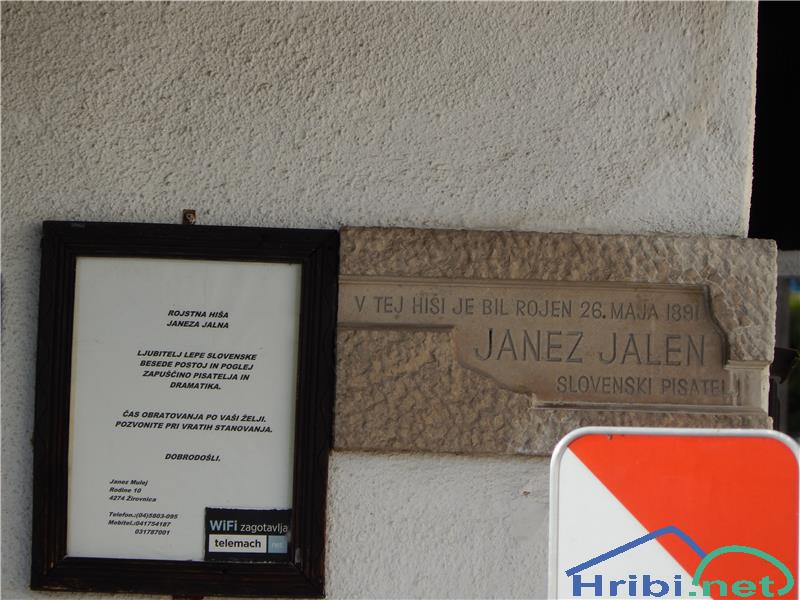 ROJSTNA HIŠA
JANEZA JALNA
LJUBITELJ LEPE SLOVENSKE
BESEDE POSTOJ IN POGLEJ
ZAPUŠČINO PISATELJA IN
DRAMATIKA.
ČAS OBRATOVANJA PO VAŠI ŽELJI.
POZVONITE PRI VRATIH STANOVANJA.
DOBRODOŠLI.
Janez Mulej
Rodine 10
4274 Žirovnica
Telefon.:(04)5803-095
Mobitel.:041754187
031787001
WiFi zagotavlja
telemach net
V TEJ HIŠI JE BIL ROJEN 26. MAJA 1891
JANEZ JALEN
SLOVENSKI PISATELJ
Hribi.net